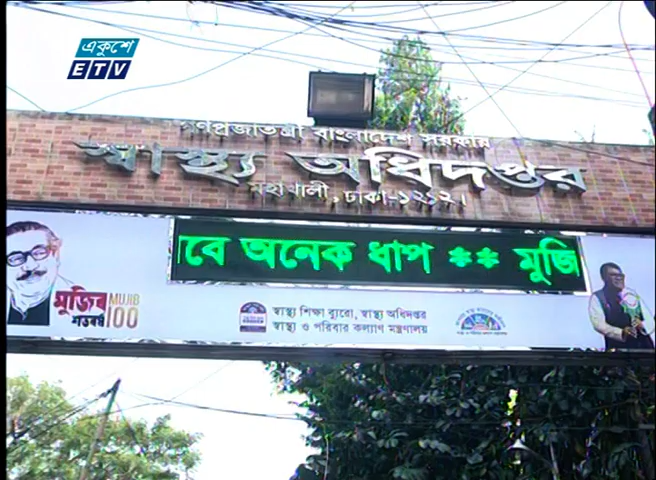 একুশে
ETV
গণপ্রজাতন্ত্রী বাংলাদেশ সরকার
স্বাস্থ্য অধিদপ্তর
মহাখালী, ঢাকা-১২১২।
বে অনেক ধাপ ** মুজি
মুজিব শতবর্ষ
MUJIB 100
স্বাস্থ্য শিক্ষা ব্যুরো, স্বাস্থ্য অধিদপ্তর
স্বাস্থ্য ও পরিবার কল্যাণ মন্ত্রণালয়